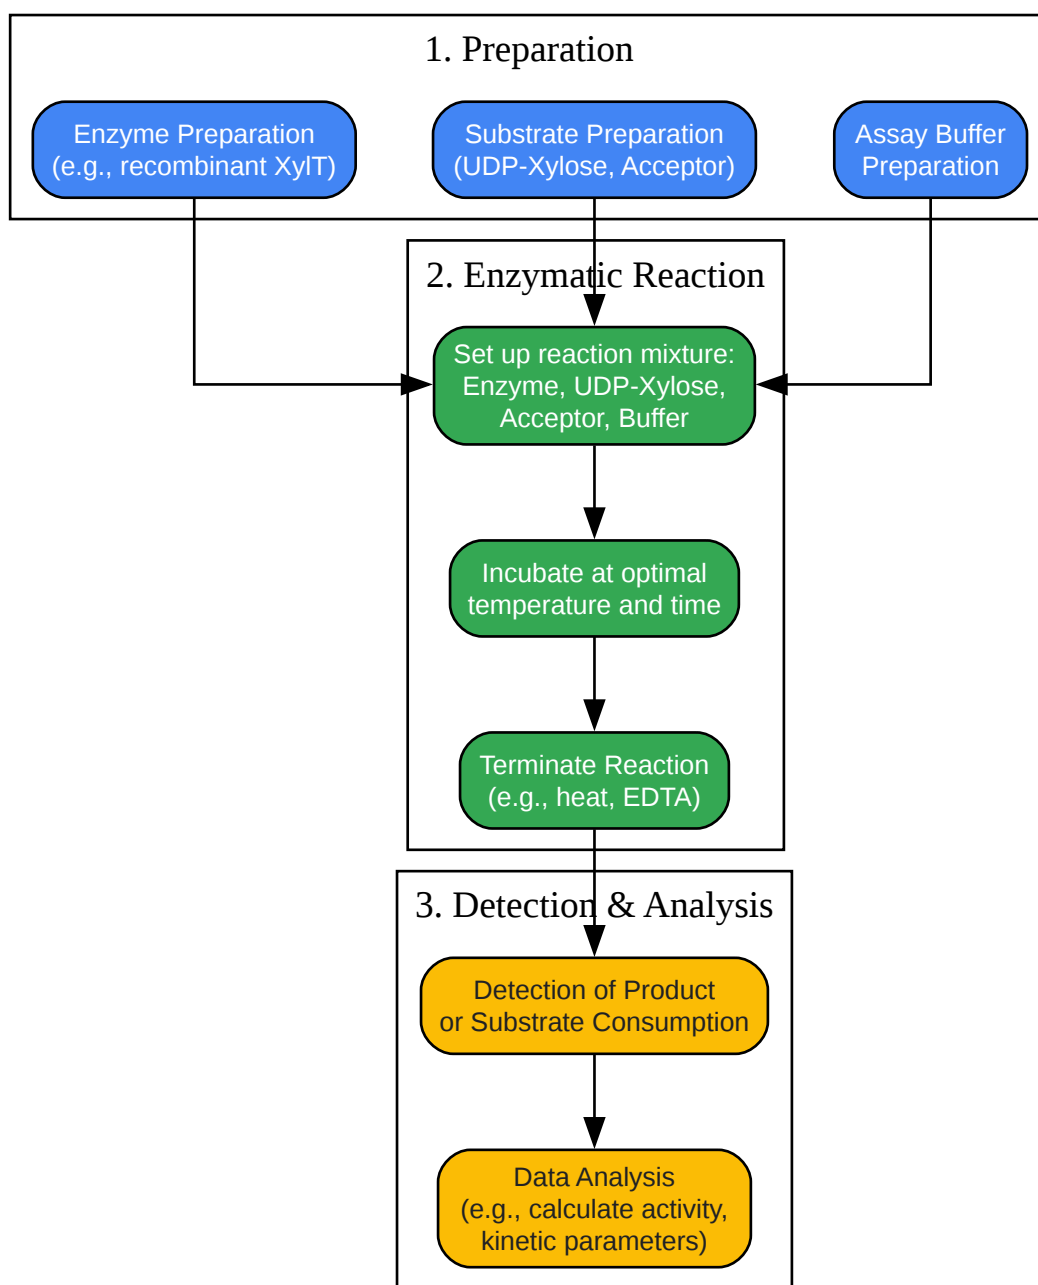 1. Preparation
Enzyme Preparation
(e.g., recombinant XylT)
Substrate Preparation
(UDP-Xylose, Acceptor)
Assay Buffer
Preparation
2. Enzymatic Reaction
Set up reaction mixture:
Enzyme, UDP-Xylose,
Acceptor, Buffer
Incubate at optimal
temperature and time
Terminate Reaction
(e.g., heat, EDTA)
3. Detection & Analysis
Detection of Product
or Substrate Consumption
Data Analysis
(e.g., calculate activity,
kinetic parameters)